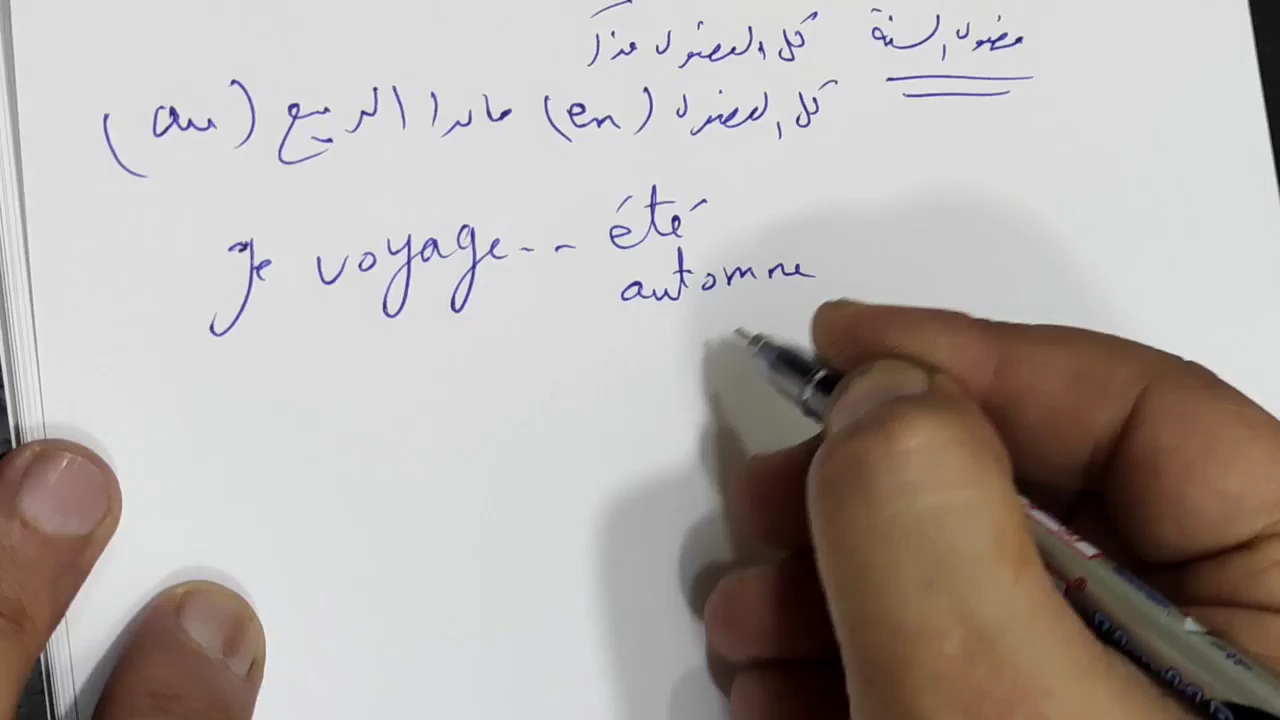 فصول السنة
كل الفصول مذكر
كل الفصول (en) ماعدا الربيع (au)
Je voyage... été
automne